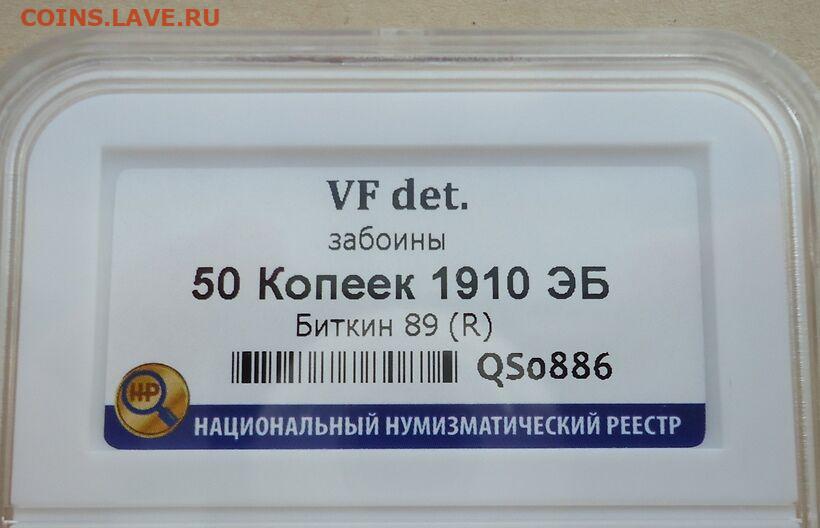 COINS.LAVE.RU
VF det.
забоины
50 Копеек 1910 ЭБ
Биткин 89 (R)
QSo886
НР
НАЦИОНАЛЬНЫЙ НУМИЗМАТИЧЕСКИЙ РЕЕСТР